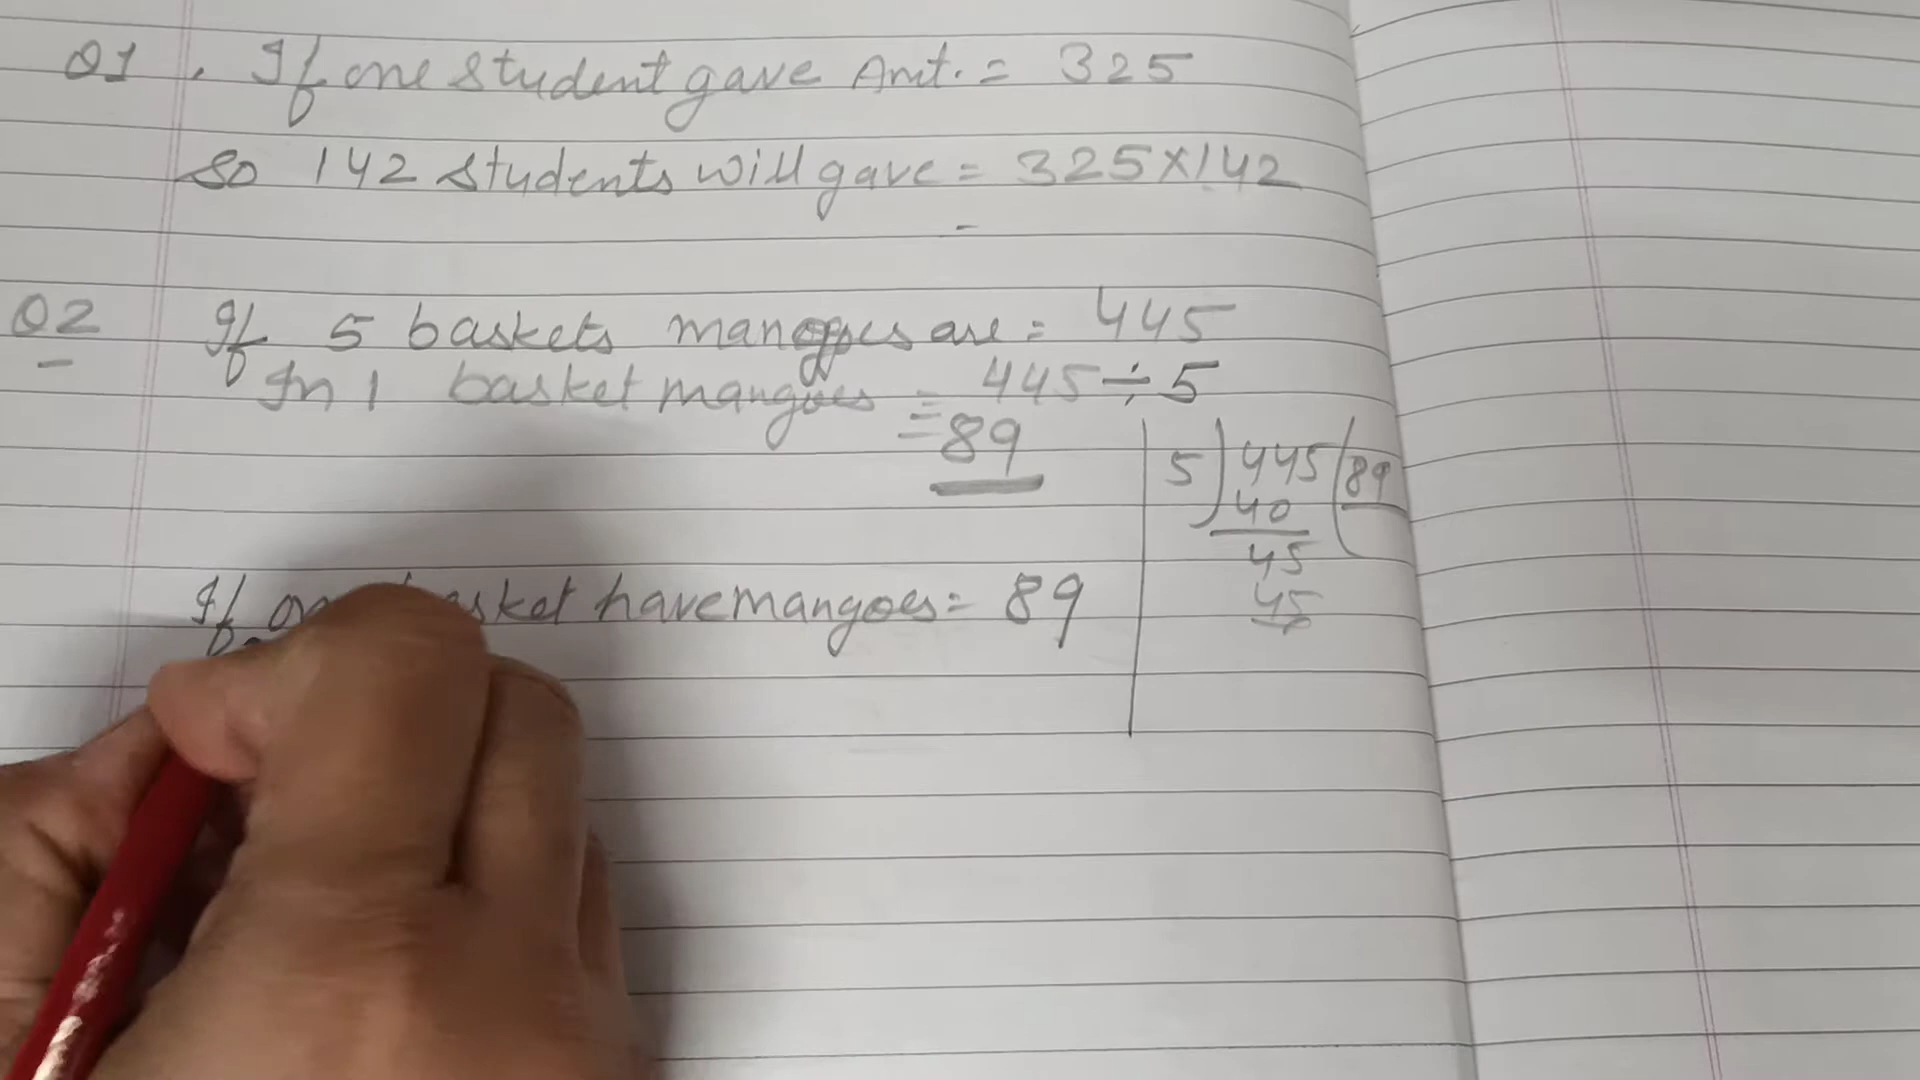 Q1. If one student gave Amt. = 325
So 142 students will gave = 325×142
Q2 If 5 baskets mangoes are = 445
In 1 basket mangoes = 445÷5
= 89
5)445(89
40
45
45
If have mangoes = 89